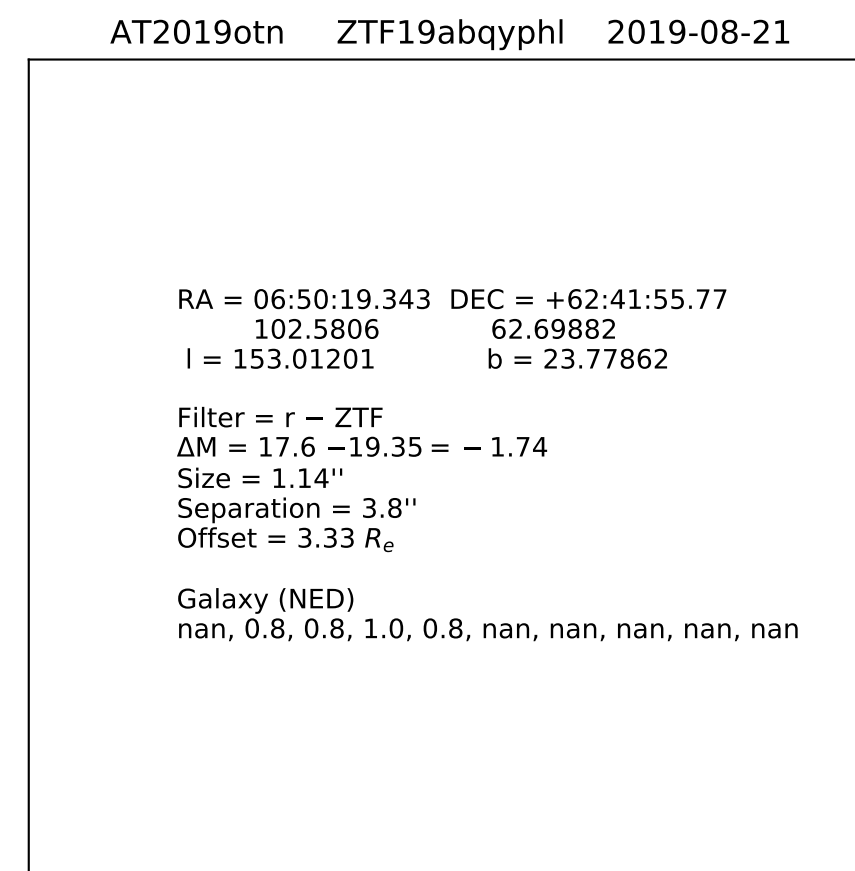 AT2019otn ZTF19abqyphl 2019-08-21
RA = 06:50:19.343 DEC = +62:41:55.77
102.5806 62.69882
l = 153.01201 b = 23.77862
Filter = r − ZTF
ΔM = 17.6 −19.35 = − 1.74
Size = 1.14''
Separation = 3.8''
Offset = 3.33 Re
Galaxy (NED)
nan, 0.8, 0.8, 1.0, 0.8, nan, nan, nan, nan, nan